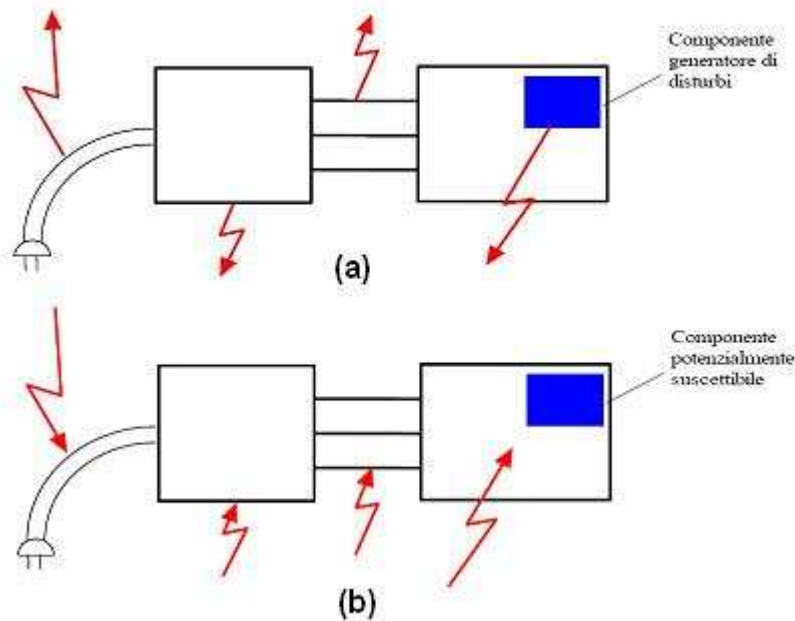 Componente
generatore di
disturbi
(a)
Componente
potenzialmente
suscettibile
(b)